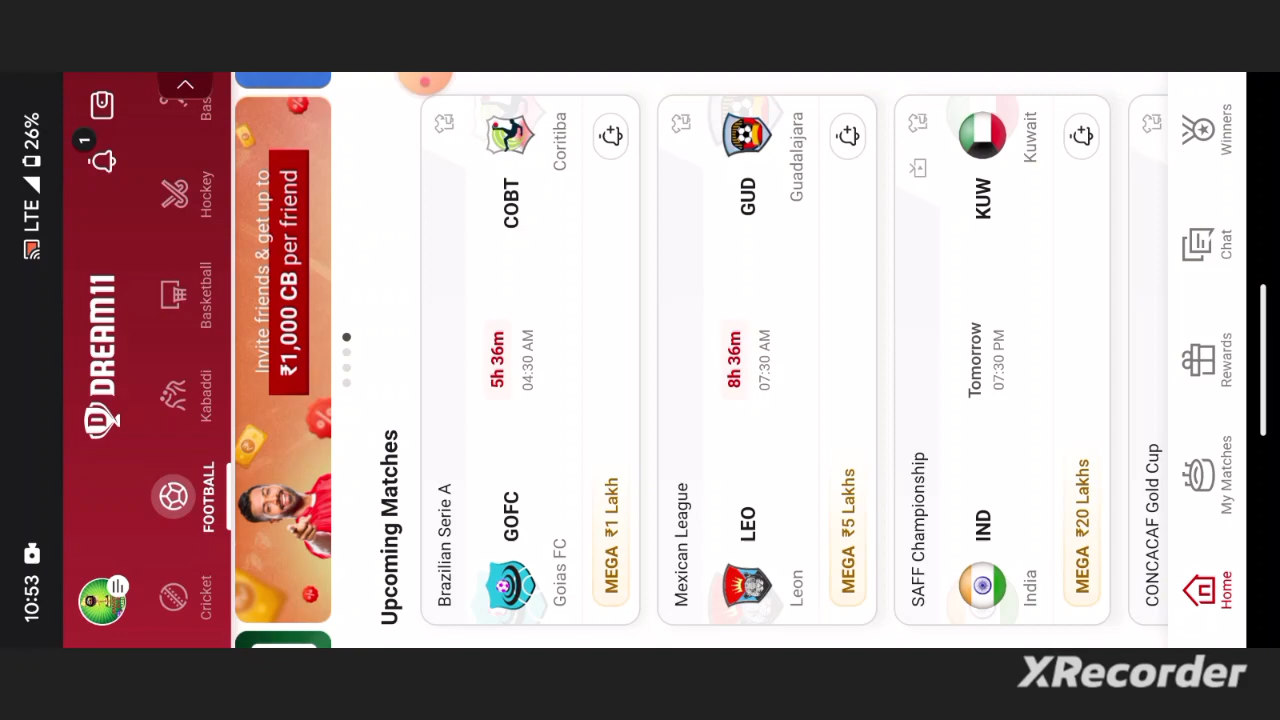 10:53 LTE 26%
DREAM11
1
Cricket
FOOTBALL
Kabaddi
Basketball
Hockey
Bas
Invite friends & get up to
₹1,000 CB per friend
Upcoming Matches
Brazilian Serie A
GOFC 5h 36m COBT
Goias FC 04:30 AM Coritiba
MEGA ₹1 Lakh
Mexican League
LEO 8h 36m GUD
Leon 07:30 AM Guadalajara
MEGA ₹5 Lakhs
SAFF Championship
IND Tomorrow KUW
India 07:30 PM Kuwait
MEGA ₹20 Lakhs
CONCACAF Gold Cup
Home
My Matches
Rewards
Chat
Winners
XRecorder